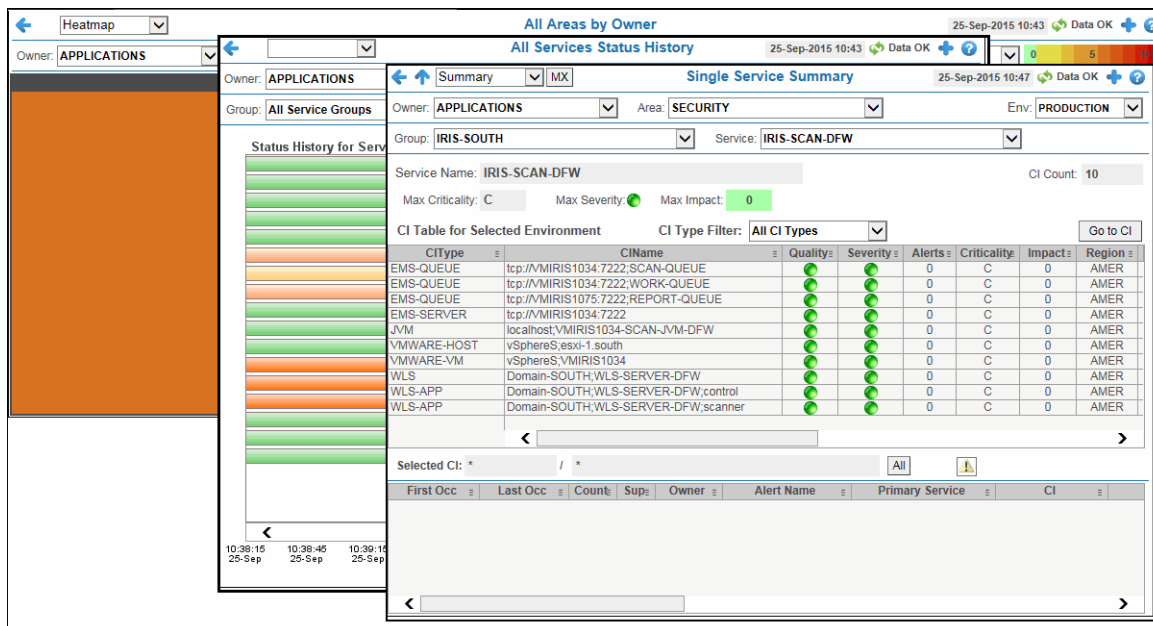 Heatmap
All Areas by Owner
25-Sep-2015 10:43 Data OK
Owner: APPLICATIONS
0 5 10
All Services Status History
25-Sep-2015 10:43 Data OK ?
Owner: APPLICATIONS
Group: All Service Groups
Status History for Serv
10:38:15 10:38:45 10:39:15
25-Sep 25-Sep 25-Sep
Summary MX
Single Service Summary
25-Sep-2015 10:47 Data OK ?
Owner: APPLICATIONS Area: SECURITY Env: PRODUCTION
Group: IRIS-SOUTH Service: IRIS-SCAN-DFW
Service Name: IRIS-SCAN-DFW CI Count: 10
Max Criticality: C Max Severity: Max Impact: 0
CI Table for Selected Environment CI Type Filter: All CI Types Go to CI
CIType CIName Quality Severity Alerts Criticality Impact Region
EMS-QUEUE tcp://VMIRIS1034:7222;SCAN-QUEUE 0 C 0 AMER
EMS-QUEUE tcp://VMIRIS1034:7222;WORK-QUEUE 0 C 0 AMER
EMS-QUEUE tcp://VMIRIS1075:7222;REPORT-QUEUE 0 C 0 AMER
EMS-SERVER tcp://VMIRIS1034:7222 0 C 0 AMER
JVM localhost;VMIRIS1034-SCAN-JVM-DFW 0 C 0 AMER
VMWARE-HOST vSphereS;esxi-1.south 0 C 0 AMER
VMWARE-VM vSphereS;VMIRIS1034 0 C 0 AMER
WLS Domain-SOUTH;WLS-SERVER-DFW 0 C 0 AMER
WLS-APP Domain-SOUTH;WLS-SERVER-DFW;control 0 C 0 AMER
WLS-APP Domain-SOUTH;WLS-SERVER-DFW;scanner 0 C 0 AMER
Selected CI: * / * All
First Occ Last Occ Count Sup Owner Alert Name Primary Service CI